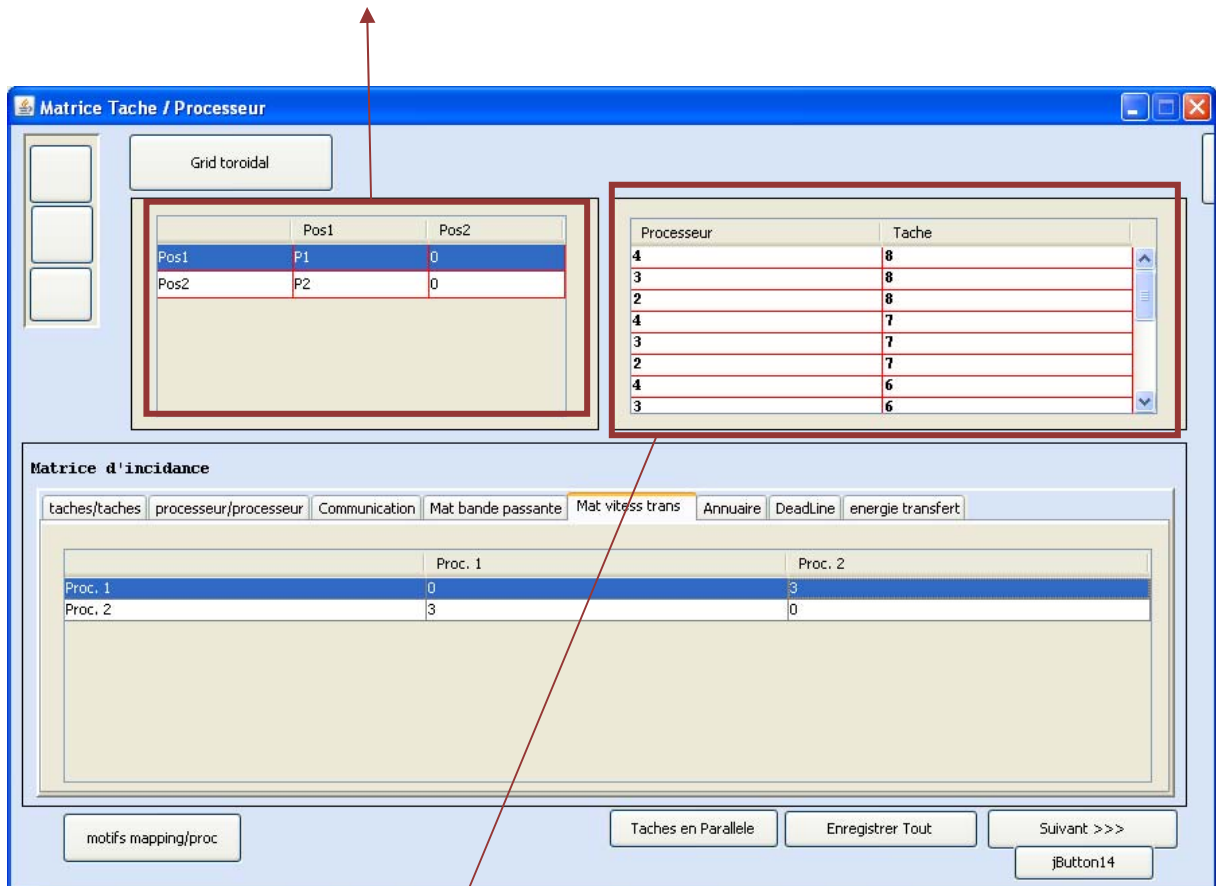 Matrice Tache / Processeur
Grid toroidal
Pos1 Pos2
Pos1 P1 0
Pos2 P2 0
Processeur Tache
4 8
3 8
2 8
4 7
3 7
2 7
4 6
3 6
Matrice d'incidance
taches/taches processeur/processeur Communication Mat bande passante Mat vitess trans Annuaire DeadLine energie transfert
Proc. 1 Proc. 2
Proc. 1 0 3
Proc. 2 3 0
motifs mapping/proc Taches en Parallele Enregistrer Tout Suivant >>>
jButton14